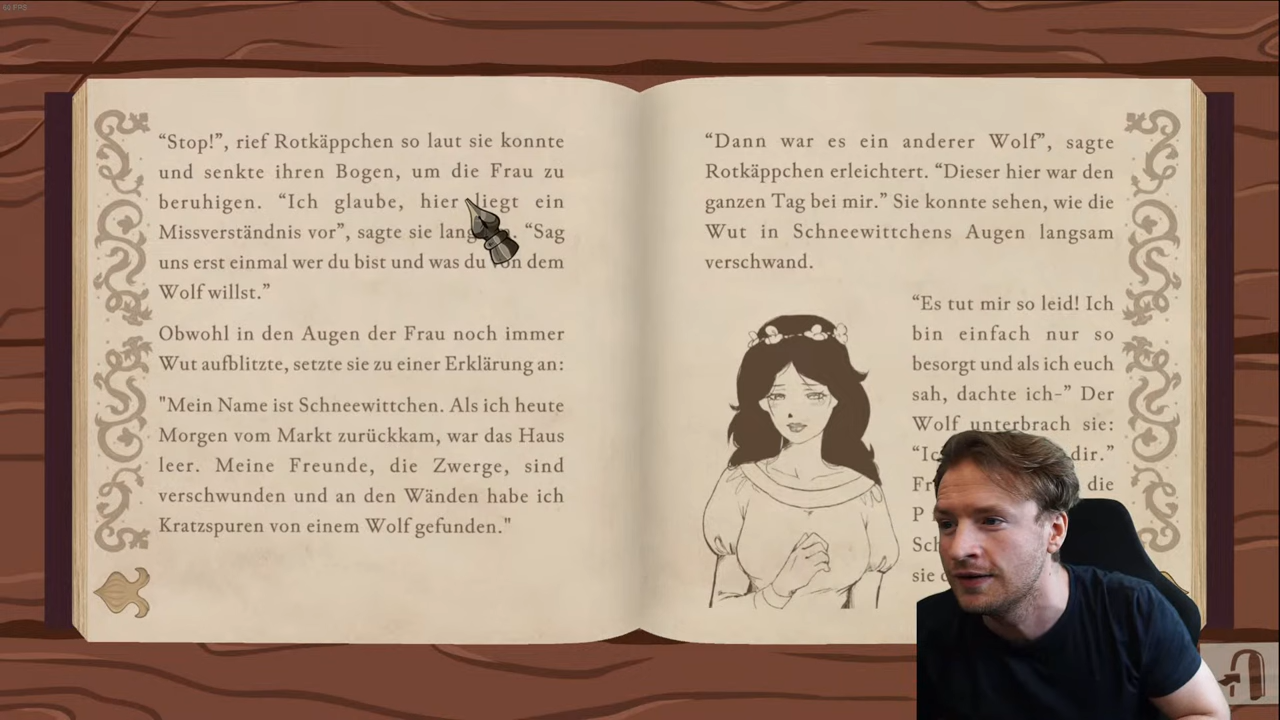 60 FPS
“Stop!”, rief Rotkäppchen so laut sie konnte
und senkte ihren Bogen, um die Frau zu
beruhigen. “Ich glaube, hier liegt ein
Missverständnis vor”, sagte sie “Sag
uns erst einmal wer du bist und was du von dem
Wolf willst.”
Obwohl in den Augen der Frau noch immer
Wut aufblitzte, setzte sie zu einer Erklärung an:
"Mein Name ist Schneewittchen. Als ich heute
Morgen vom Markt zurückkam, war das Haus
leer. Meine Freunde, die Zwerge, sind
verschwunden und an den Wänden habe ich
Kratzspuren von einem Wolf gefunden."
“Dann war es ein anderer Wolf”, sagte
Rotkäppchen erleichtert. “Dieser hier war den
ganzen Tag bei mir.” Sie konnte sehen, wie die
Wut in Schneewittchens Augen langsam
verschwand.
“Es tut mir so leid! Ich
bin einfach nur so
besorgt und als ich euch
sah, dachte ich-” Der
Wolf unterbrach sie:
dir.”
die
sie